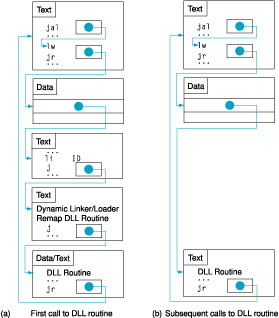 Text
jal
...
lw
jr
...
Data
Text
...
li ID
j
...
Text
Dynamic Linker/Loader
Remap DLL Routine
j
...
Data/Text
DLL Routine
...
jr
(a) First call to DLL routine
Text
jal
...
lw
jr
...
Data
Text
DLL Routine
...
jr
(b) Subsequent calls to DLL routine